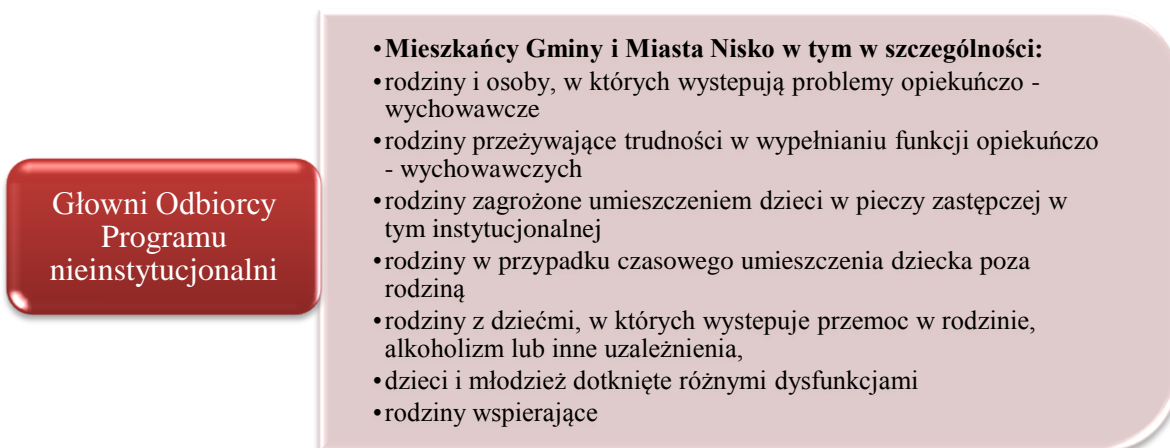 Głowni Odbiorcy
Programu
nieinstytucjonalni
•Mieszkańcy Gminy i Miasta Nisko w tym w szczególności:
•rodziny i osoby, w których wystepują problemy opiekuńczo -
wychowawcze
•rodziny przeżywające trudności w wypełnianiu funkcji opiekuńczo
- wychowawczych
•rodziny zagrożone umieszczeniem dzieci w pieczy zastępczej w
tym instytucjonalnej
•rodziny w przypadku czasowego umieszczenia dziecka poza
rodziną
•rodziny z dziećmi, w których wystepuje przemoc w rodzinie,
alkoholizm lub inne uzależnienia,
•dzieci i młodzież dotknięte różnymi dysfunkcjami
•rodziny wspierające